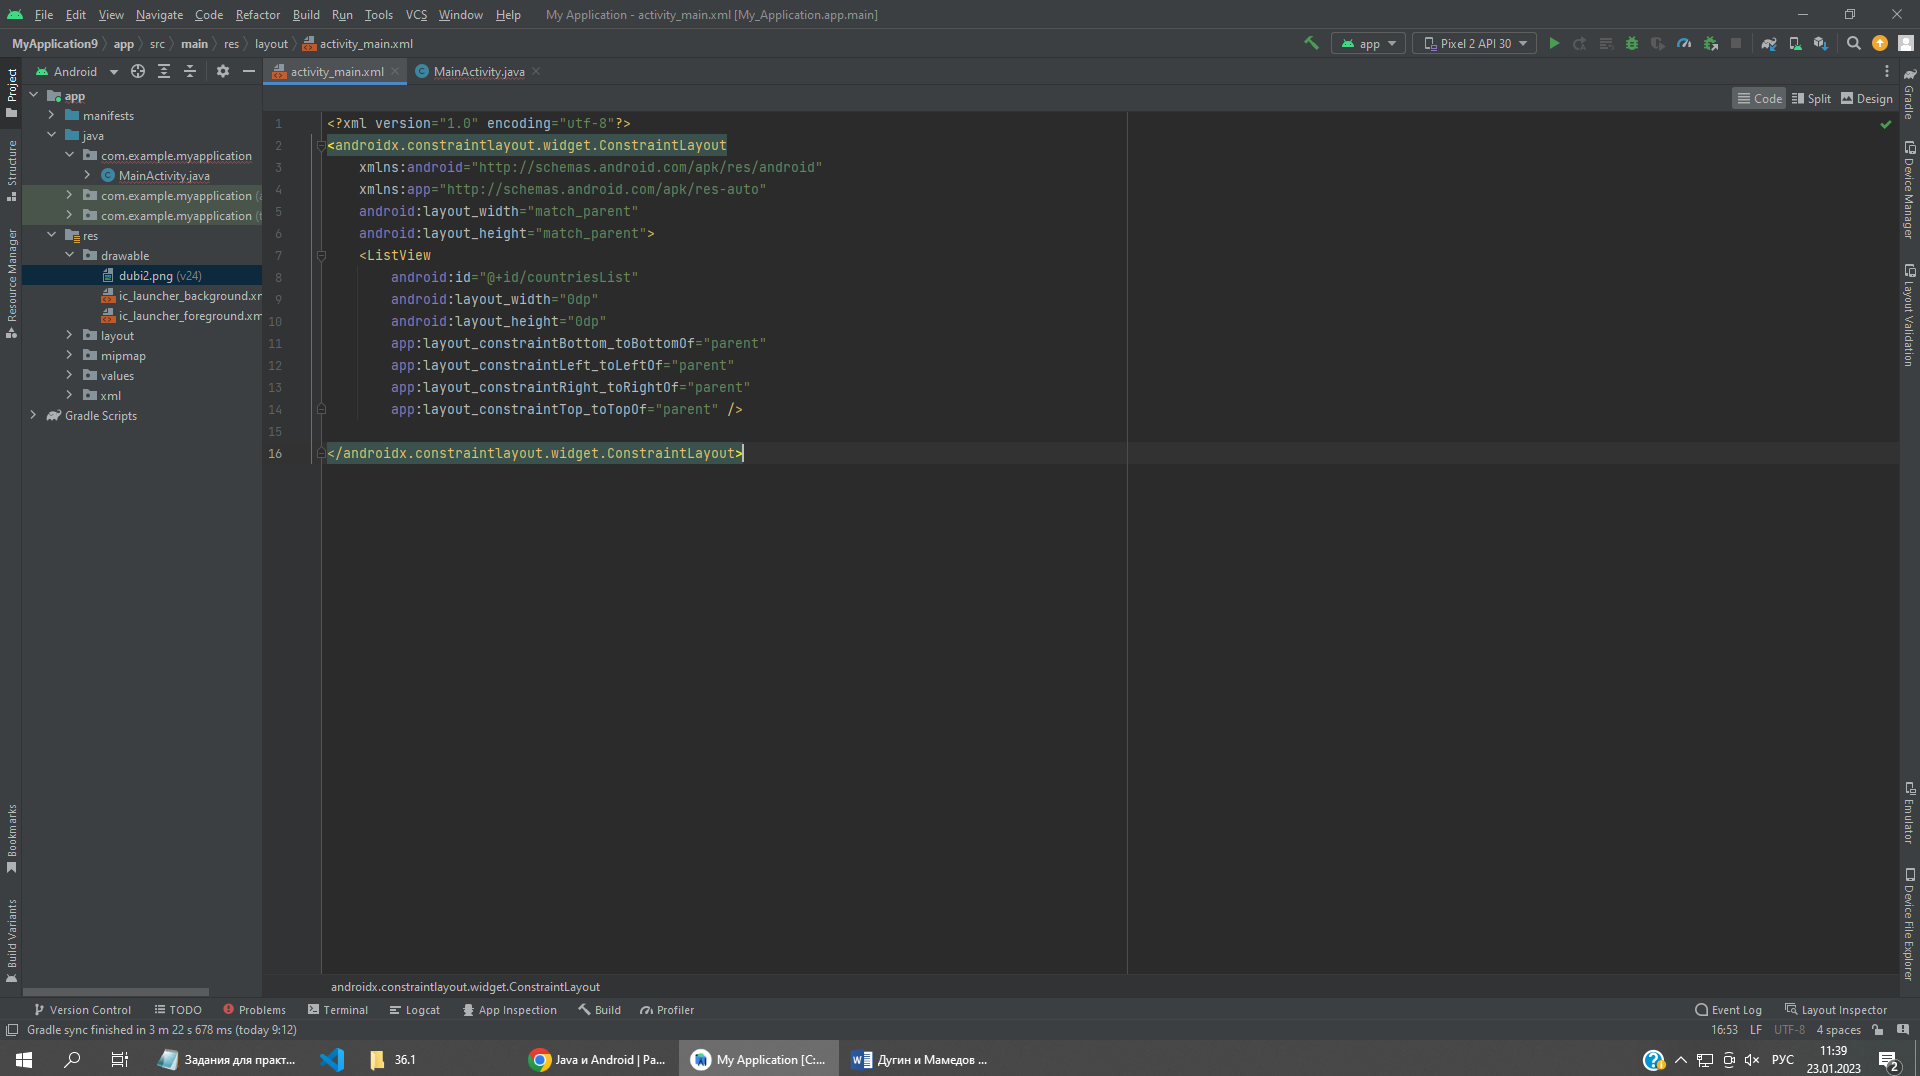 File Edit View Navigate Code Refactor Build Run Tools VCS Window Help My Application - activity_main.xml [My_Application.app.main]
MyApplication9 app src main res layout activity_main.xml app Pixel 2 API 30
Android activity_main.xml MainActivity.java
Code Split Design
Project
Structure
Resource Manager
Bookmarks
Build Variants
app
manifests
java
com.example.myapplication
MainActivity.java
com.example.myapplication
com.example.myapplication
res
drawable
dubi2.png (v24)
ic_launcher_background.xm
ic_launcher_foreground.xm
layout
mipmap
values
xml
Gradle Scripts
1 <?xml version="1.0" encoding="utf-8"?>
2 <androidx.constraintlayout.widget.ConstraintLayout
3 xmlns:android="http://schemas.android.com/apk/res/android"
4 xmlns:app="http://schemas.android.com/apk/res-auto"
5 android:layout_width="match_parent"
6 android:layout_height="match_parent">
7 <ListView
8 android:id="@+id/countriesList"
9 android:layout_width="0dp"
10 android:layout_height="0dp"
11 app:layout_constraintBottom_toBottomOf="parent"
12 app:layout_constraintLeft_toLeftOf="parent"
13 app:layout_constraintRight_toRightOf="parent"
14 app:layout_constraintTop_toTopOf="parent" />
15
16 </androidx.constraintlayout.widget.ConstraintLayout>
Gradle
Device Manager
Layout Validation
Emulator
Device File Explorer
androidx.constraintlayout.widget.ConstraintLayout
Version Control TODO Problems Terminal Logcat App Inspection Build Profiler Event Log Layout Inspector
Gradle sync finished in 3 m 22 s 678 ms (today 9:12) 16:53 LF UTF-8 4 spaces
Задания для практ... 36.1 Java и Android | Ра... My Application [C:... Дугин и Мамедов ... РУС 11:39
23.01.2023 2